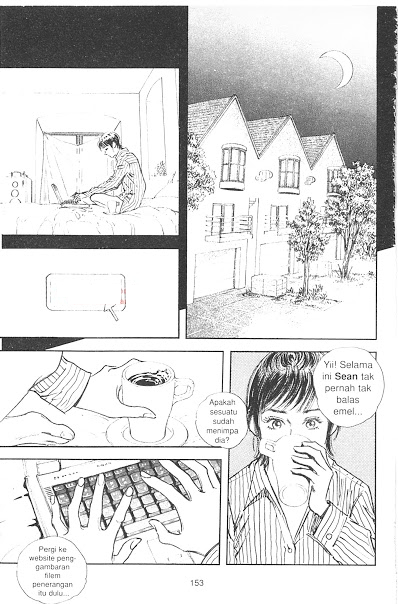 Yii! Selama
ini Sean tak
pernah tak
balas
emel...
Apakah
sesuatu
sudah
menimpa
dia?
Pergi ke
website peng-
gambaran
filem
penerangan
itu dulu...
153